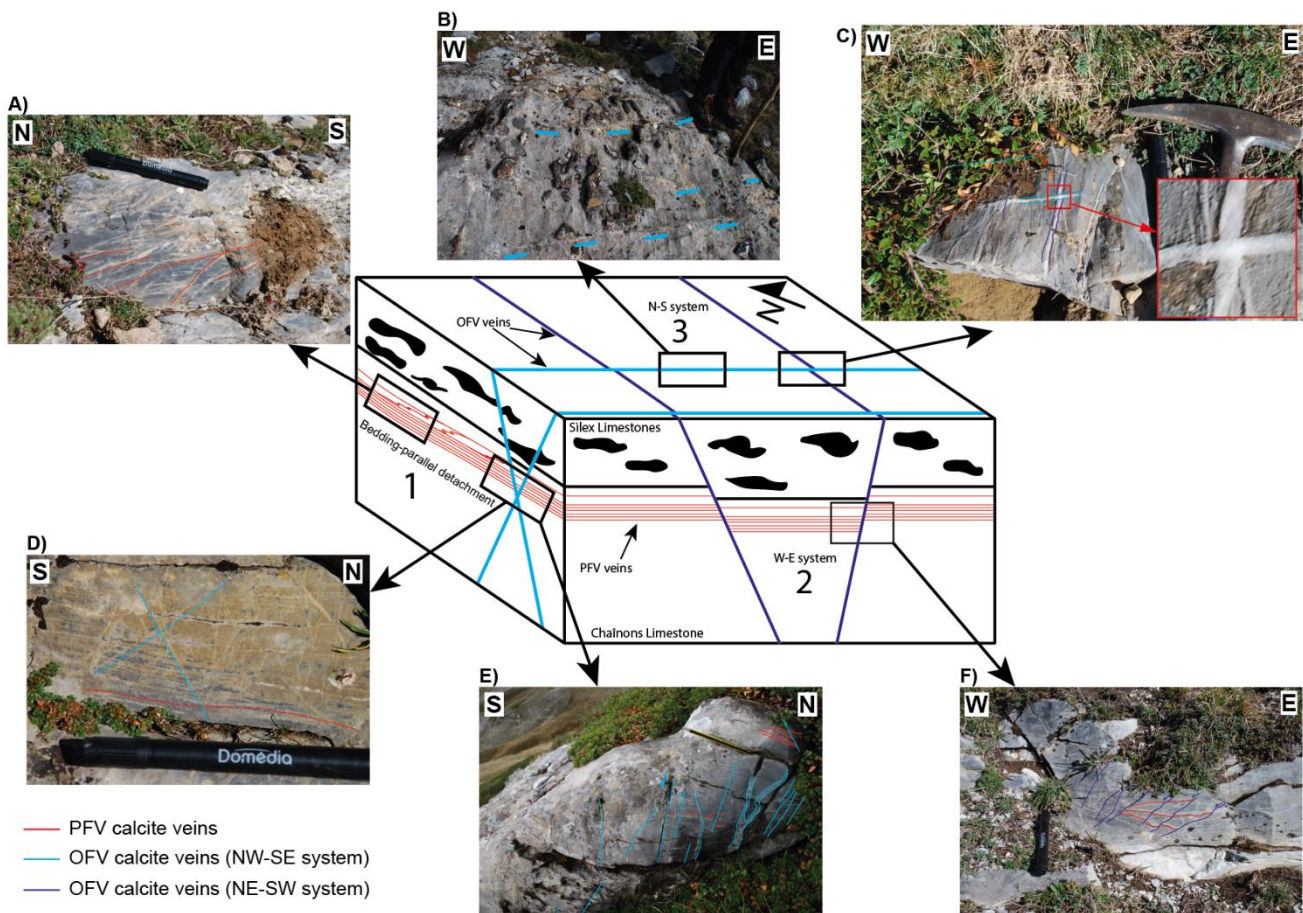 B)
W
E
C)
W
E
A)
N
S
N
N-S system
3
OFV veins
Silex Limestones
Bedding-parallel detachment
1
PFV veins
W-E system
2
Chaînons Limestone
D)
S
N
Domédia
E)
S
N
F)
W
E
PFV calcite veins
OFV calcite veins (NW-SE system)
OFV calcite veins (NE-SW system)